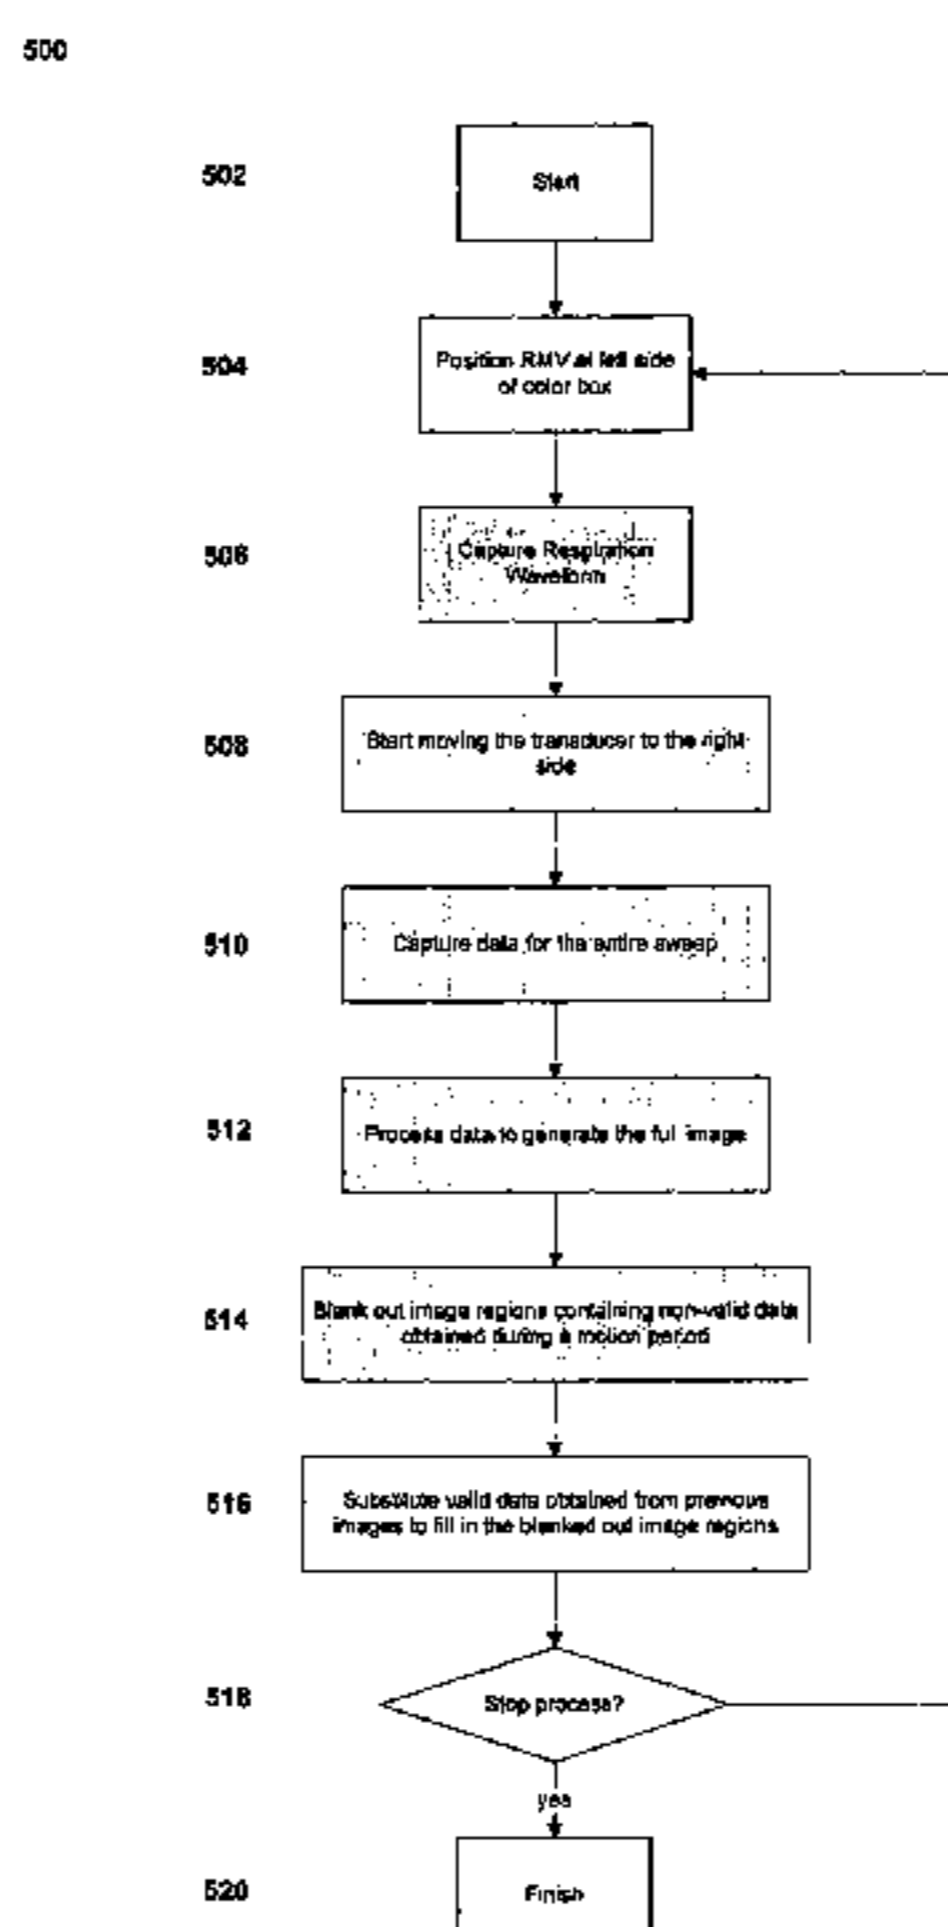 500
502
Start
504
Position RMV at left side
of color box
506
Capture Respiration
Waveform
508
Start moving the transducer to the right
side
510
Capture data for the entire sweep
512
Process data to generate the full image
514
Blank out image regions containing non-valid data
obtained during a motion period
516
Substitute valid data obtained from previous
images to fill in the blanked out image regions
518
Stop process?
yes
520
Finish